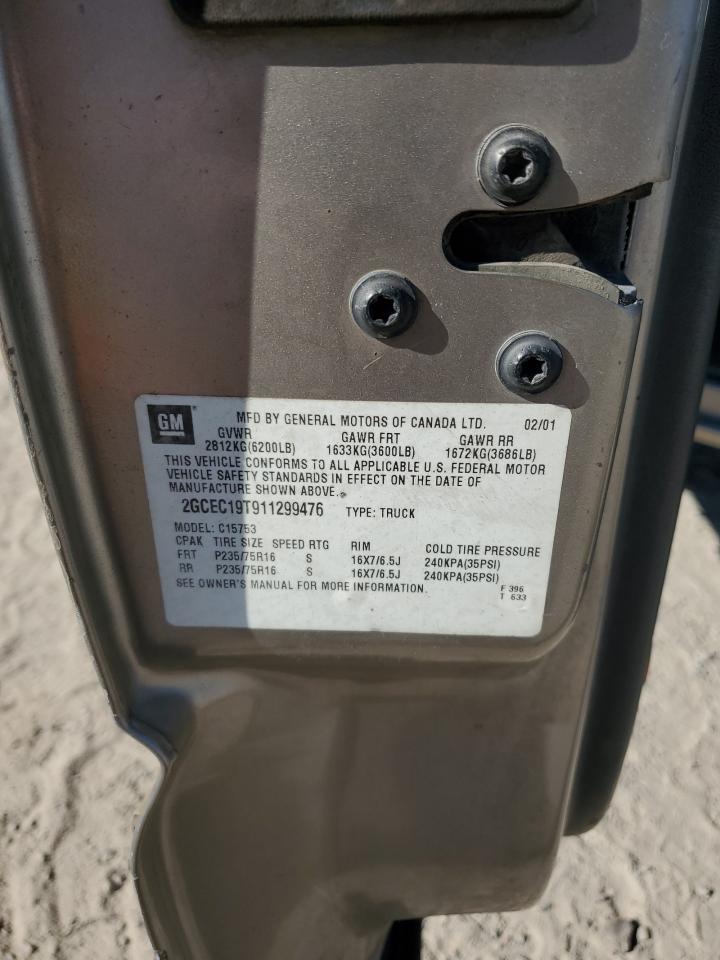 GM
MFD BY GENERAL MOTORS OF CANADA LTD. 02/01
GVWR GAWR FRT GAWR RR
2812KG(6200LB) 1633KG(3600LB) 1672KG(3686LB)
THIS VEHICLE CONFORMS TO ALL APPLICABLE U.S. FEDERAL MOTOR
VEHICLE SAFETY STANDARDS IN EFFECT ON THE DATE OF
MANUFACTURE SHOWN ABOVE.
2GCEC19T911299476 TYPE: TRUCK
MODEL: C15753
CPAK TIRE SIZE SPEED RTG RIM COLD TIRE PRESSURE
FRT P235/75R16 S 16X7/6.5J 240KPA(35PSI)
RR P235/75R16 S 16X7/6.5J 240KPA(35PSI)
SEE OWNER'S MANUAL FOR MORE INFORMATION.
F 396
T 633